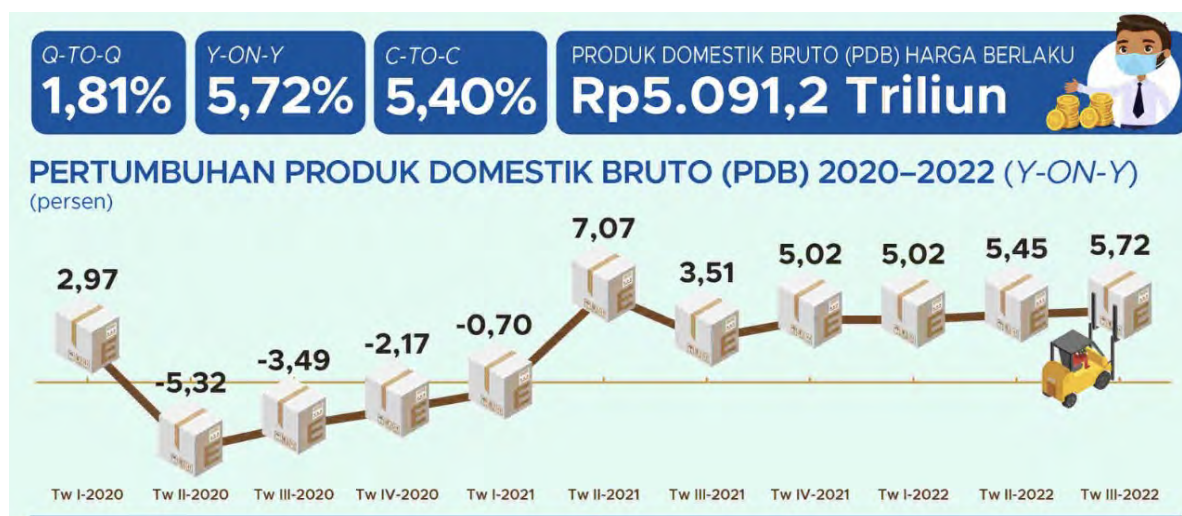 Q-TO-Q
1,81%
Y-ON-Y
5,72%
C-TO-C
5,40%
PRODUK DOMESTIK BRUTO (PDB) HARGA BERLAKU
Rp5.091,2 Triliun
PERTUMBUHAN PRODUK DOMESTIK BRUTO (PDB) 2020–2022 (Y-ON-Y)
(persen)
2,97
-5,32
-3,49
-2,17
-0,70
7,07
3,51
5,02
5,02
5,45
5,72
Tw I-2020
Tw II-2020
Tw III-2020
Tw IV-2020
Tw I-2021
Tw II-2021
Tw III-2021
Tw IV-2021
Tw I-2022
Tw II-2022
Tw III-2022